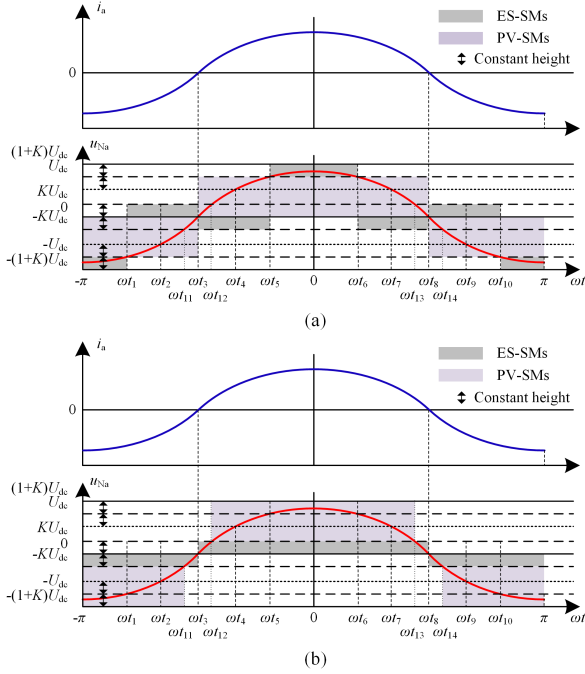 i_a
ES-SMs
PV-SMs
Constant height
0
u_Na
(1+K)U_dc
U_dc
KU_dc
0
-KU_dc
-U_dc
-(1+K)U_dc
-π ωt_1 ωt_2 ωt_3 ωt_4 ωt_5 0 ωt_6 ωt_7 ωt_8 ωt_9 ωt_10 π ωt
ωt_11 ωt_12 ωt_13 ωt_14
(a)
i_a
ES-SMs
PV-SMs
Constant height
0
u_Na
(1+K)U_dc
U_dc
KU_dc
0
-KU_dc
-U_dc
-(1+K)U_dc
-π ωt_1 ωt_2 ωt_3 ωt_4 ωt_5 0 ωt_6 ωt_7 ωt_8 ωt_9 ωt_10 π ωt
ωt_11 ωt_12 ωt_13 ωt_14
(b)